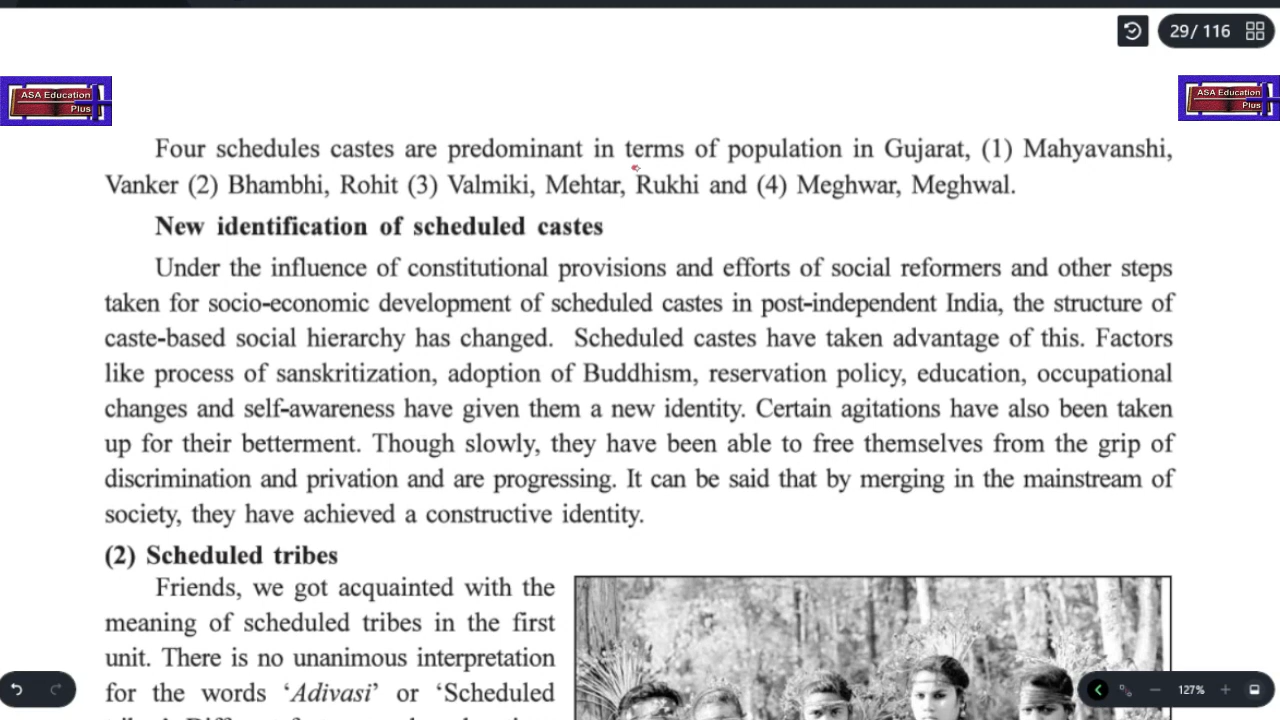 29/ 116
ASA Education
Plus
ASA Education
Plus
Four schedules castes are predominant in terms of population in Gujarat, (1) Mahyavanshi,
Vanker (2) Bhambhi, Rohit (3) Valmiki, Mehtar, Rukhi and (4) Meghwar, Meghwal.
New identification of scheduled castes
Under the influence of constitutional provisions and efforts of social reformers and other steps
taken for socio-economic development of scheduled castes in post-independent India, the structure of
caste-based social hierarchy has changed. Scheduled castes have taken advantage of this. Factors
like process of sanskritization, adoption of Buddhism, reservation policy, education, occupational
changes and self-awareness have given them a new identity. Certain agitations have also been taken
up for their betterment. Though slowly, they have been able to free themselves from the grip of
discrimination and privation and are progressing. It can be said that by merging in the mainstream of
society, they have achieved a constructive identity.
(2) Scheduled tribes
Friends, we got acquainted with the
meaning of scheduled tribes in the first
unit. There is no unanimous interpretation
for the words ‘Adivasi’ or ‘Scheduled
127%